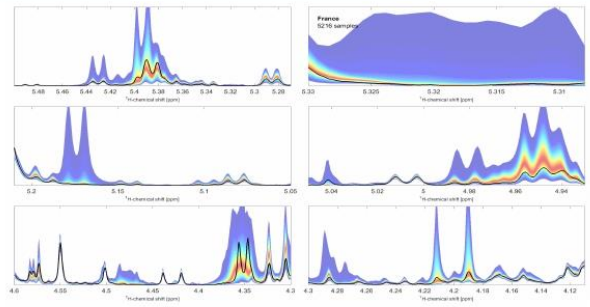 France
5216 samples
5.48 5.46 5.44 5.42 5.4 5.38 5.36 5.34 5.32 5.3 5.28
¹H-chemical shift [ppm]
5.33 5.325 5.32 5.315 5.31
¹H-chemical shift [ppm]
5.2 5.15 5.1 5.05
¹H-chemical shift [ppm]
5.04 5.02 5 4.98 4.96 4.94
¹H-chemical shift [ppm]
4.6 4.55 4.5 4.45 4.4 4.35 4.3
¹H-chemical shift [ppm]
4.3 4.28 4.26 4.24 4.22 4.2 4.18 4.16 4.14 4.12
¹H-chemical shift [ppm]